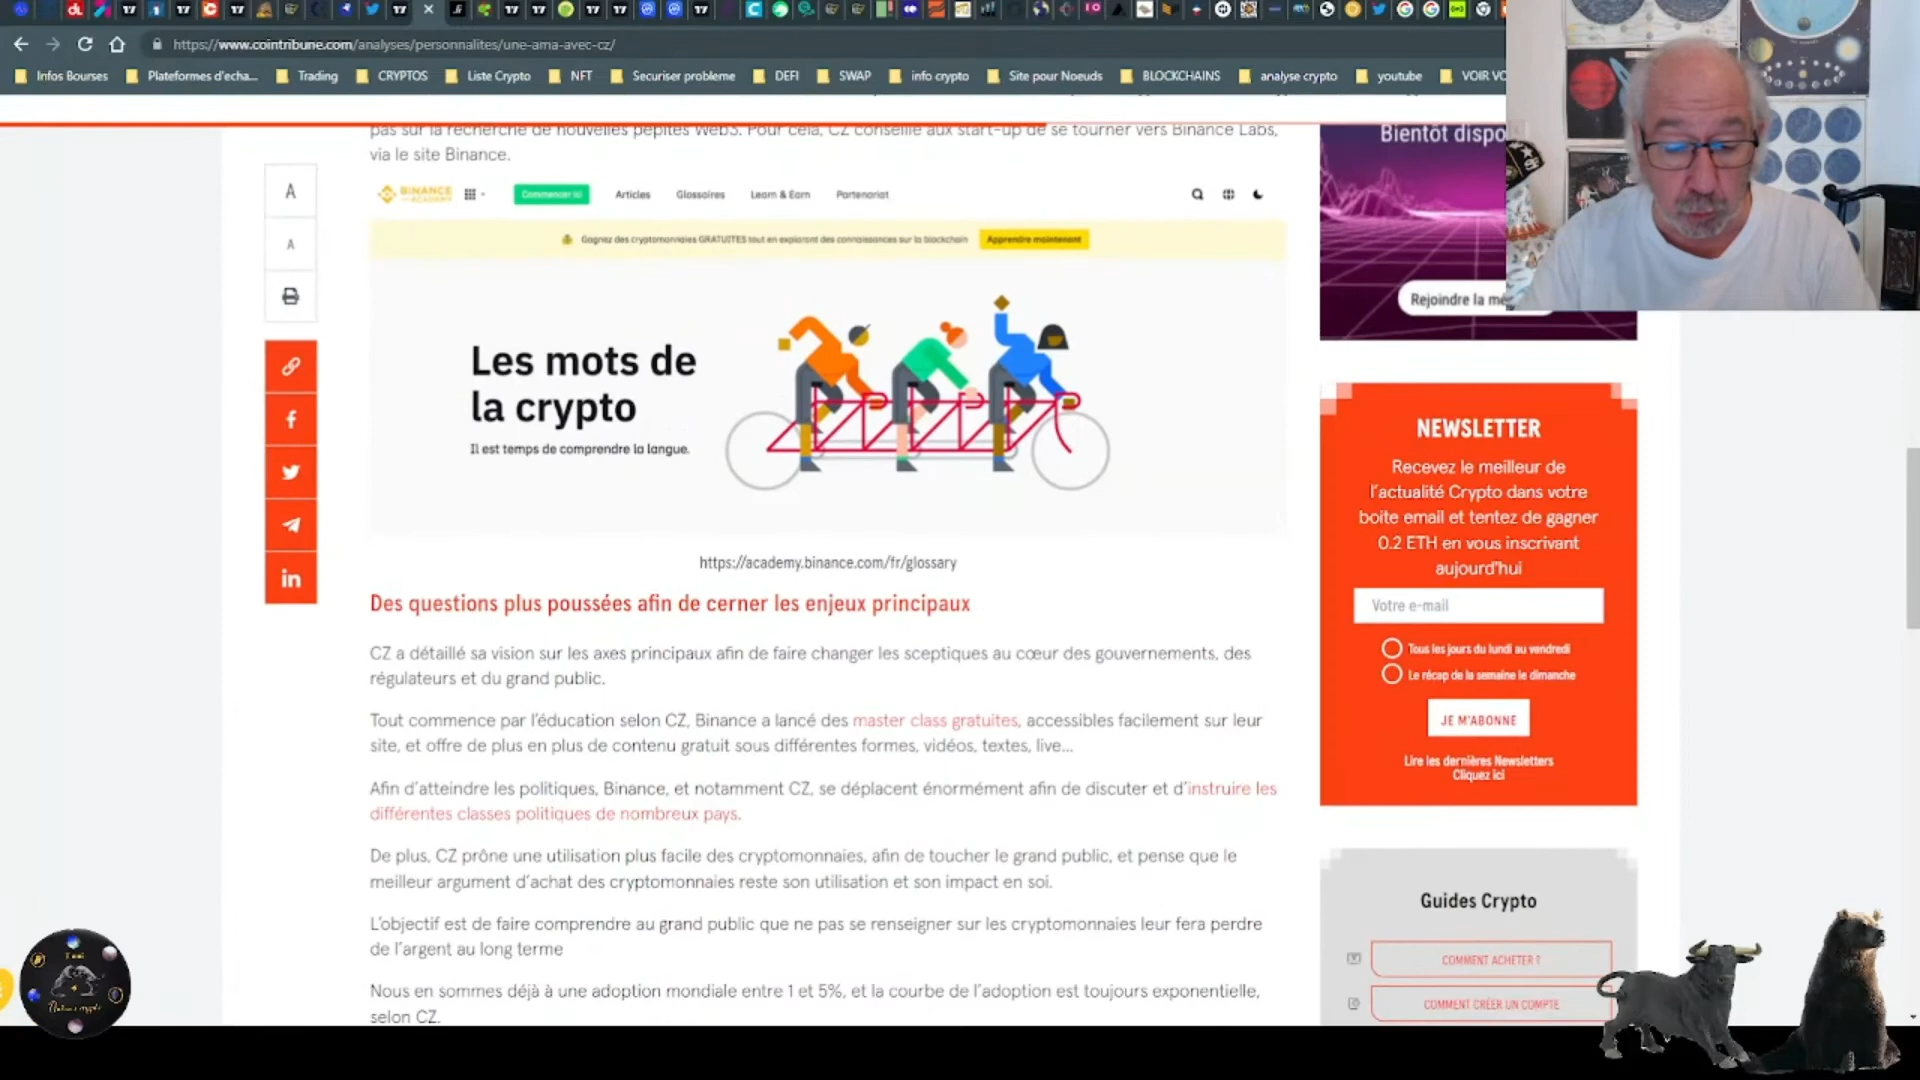 https://www.cointribune.com/analyses/personnalites/une-ama-avec-cz/
Infos Bourses
Plateformes d'echa...
Trading
CRYPTOS
Liste Crypto
NFT
Securiser probleme
DEFI
SWAP
info crypto
Site pour Noeuds
BLOCKCHAINS
analyse crypto
youtube
VOIR VO
pas sur la recherche de nouvelles pépites Web3. Pour cela, CZ conseille aux start-up de se tourner vers Binance Labs,
via le site Binance.
A
A
BINANCE
ACADEMY
Commencer ici
Articles
Glossaires
Learn & Earn
Partenariat
Gagnez des cryptomonnaies GRATUITES tout en explorant des connaissances sur la blockchain
Apprendre maintenant
Les mots de
la crypto
Il est temps de comprendre la langue.
https://academy.binance.com/fr/glossary
Des questions plus poussées afin de cerner les enjeux principaux
CZ a détaillé sa vision sur les axes principaux afin de faire changer les sceptiques au cœur des gouvernements, des
régulateurs et du grand public.
Tout commence par l'éducation selon CZ, Binance a lancé des master class gratuites, accessibles facilement sur leur
site, et offre de plus en plus de contenu gratuit sous différentes formes, vidéos, textes, live...
Afin d'atteindre les politiques, Binance, et notamment CZ, se déplacent énormément afin de discuter et d'instruire les
différentes classes politiques de nombreux pays.
De plus, CZ prône une utilisation plus facile des cryptomonnaies, afin de toucher le grand public, et pense que le
meilleur argument d'achat des cryptomonnaies reste son utilisation et son impact en soi.
L'objectif est de faire comprendre au grand public que ne pas se renseigner sur les cryptomonnaies leur fera perdre
de l'argent au long terme
Nous en sommes déjà à une adoption mondiale entre 1 et 5%, et la courbe de l'adoption est toujours exponentielle,
selon CZ.
Bientôt dispo
Rejoindre la mé
NEWSLETTER
Recevez le meilleur de
l'actualité Crypto dans votre
boite email et tentez de gagner
0.2 ETH en vous inscrivant
aujourd'hui
Votre e-mail
Tous les jours du lundi au vendredi
Le récap de la semaine le dimanche
JE M'ABONNE
Lire les dernières Newsletters
Cliquez ici
Guides Crypto
COMMENT ACHETER ?
COMMENT CRÉER UN COMPTE